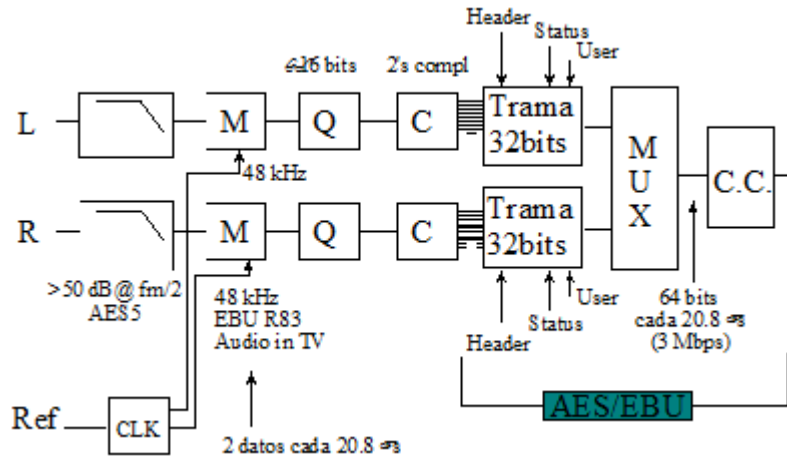 Header
Status
User
bits
2's compl
L
M
Q
C
Trama
32bits
48 kHz
MUX
C.C.
R
M
Q
C
Trama
32bits
>50 dB@ fm/2
AES5
48 kHz
EBU R83
Audio in TV
User
Status
Header
64 bits
cada 20.8
(3 Mbps)
Ref
CLK
AES/EBU
2 datos cada 20.8